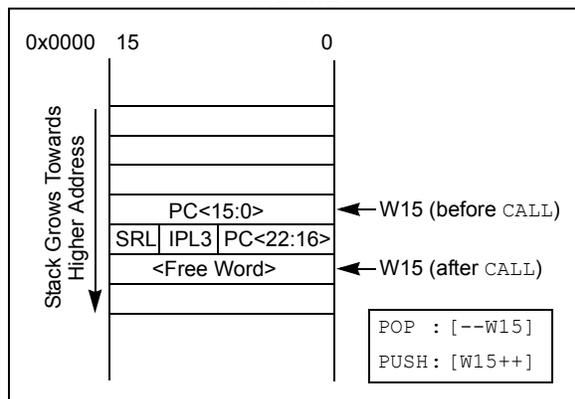 0x0000 15 0
Stack Grows Towards
Higher Address
PC<15:0>
W15 (before CALL)
SRL IPL3 PC<22:16>
<Free Word>
W15 (after CALL)
POP : [--W15]
PUSH: [W15++]